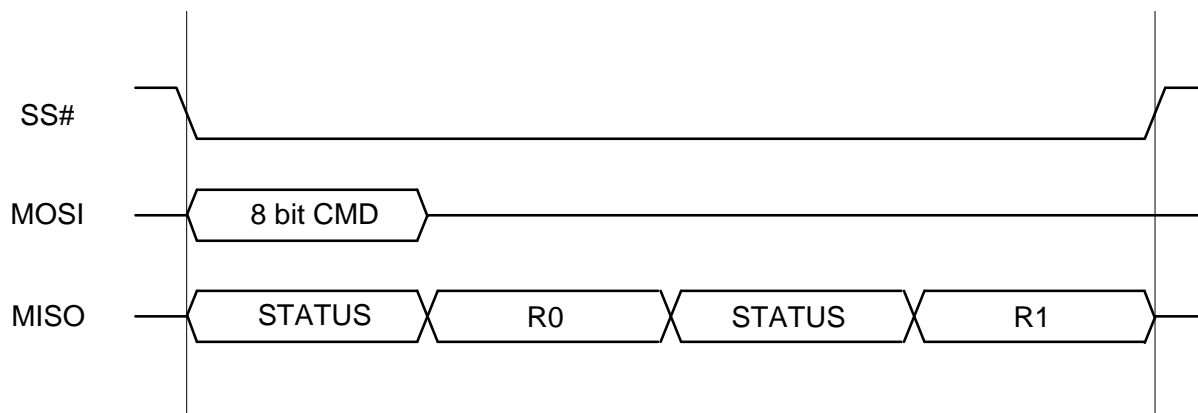 SS#
MOSI 8 bit CMD
MISO STATUS R0 STATUS R1